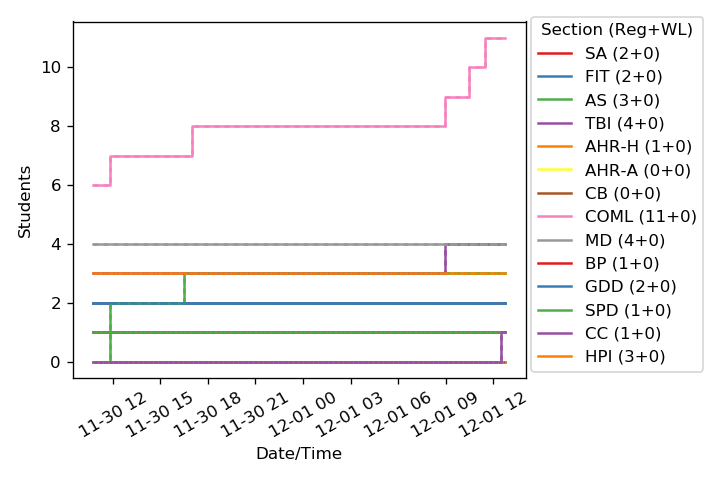 Section (Reg+WL)
SA (2+0)
FIT (2+0)
AS (3+0)
TBI (4+0)
AHR-H (1+0)
AHR-A (0+0)
CB (0+0)
COML (11+0)
MD (4+0)
BP (1+0)
GDD (2+0)
SPD (1+0)
CC (1+0)
HPI (3+0)
Students
10
8
6
4
2
0
11-30 12
11-30 15
11-30 18
11-30 21
12-01 00
12-01 03
12-01 06
12-01 09
12-01 12
Date/Time